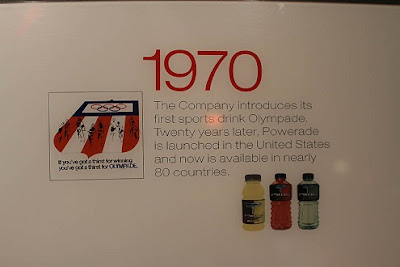 1970
The Company introduces its
first sports drink Olympade.
Twenty years later, Powerade
is launched in the United States
and now is available in nearly
80 countries.
If you've got a thirst for winning
you've got a thirst for OLYMPADE.